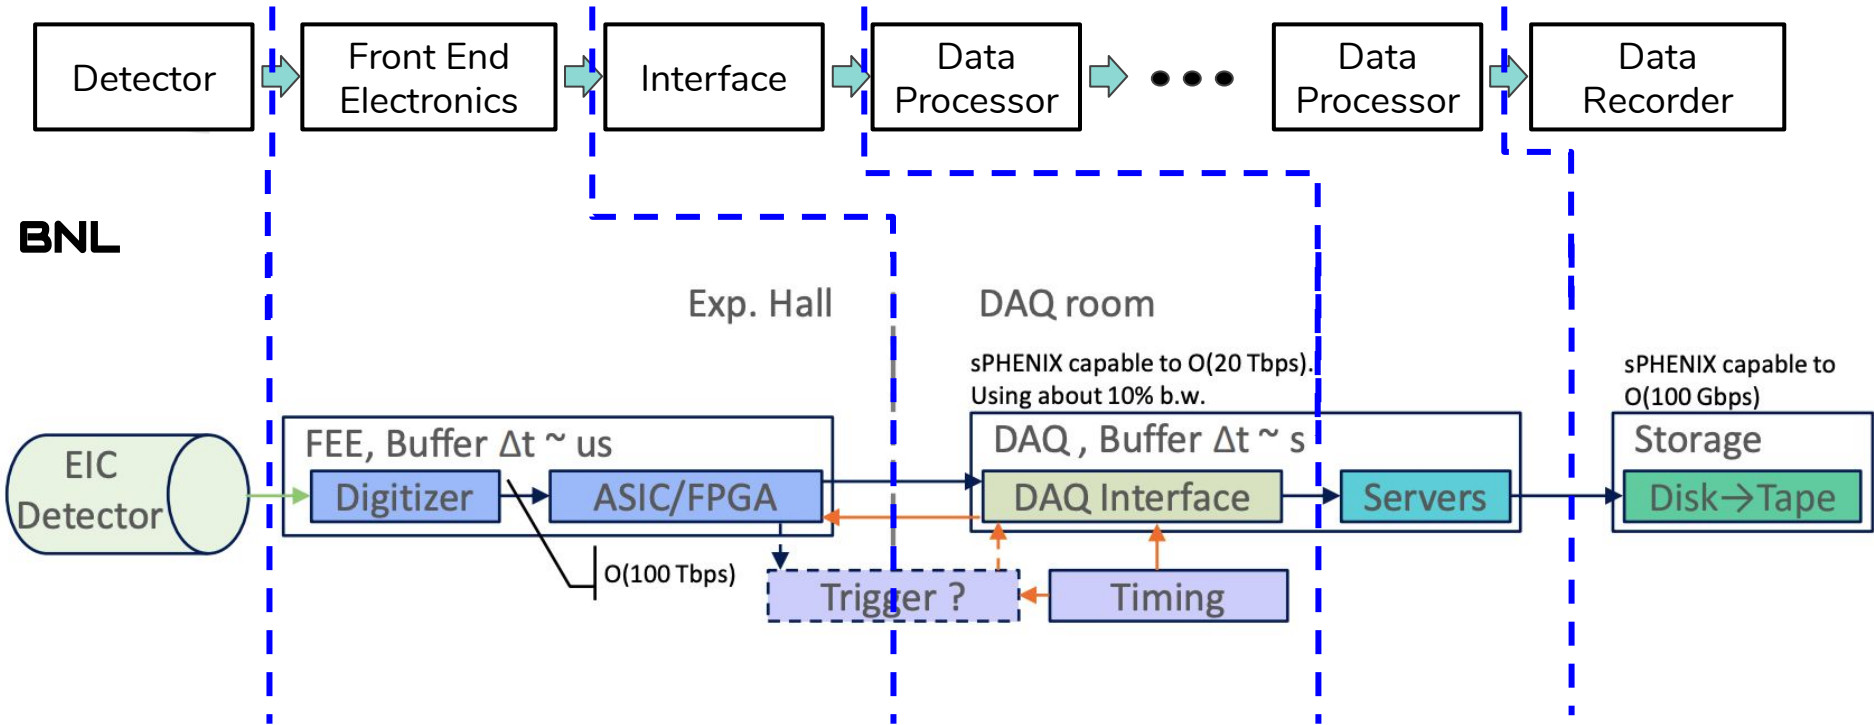 Detector
Front End
Electronics
Interface
Data
Processor
Data
Processor
Data
Recorder
BNL
Exp. Hall
DAQ room
sPHENIX capable to O(20 Tbps).
Using about 10% b.w.
sPHENIX capable to
O(100 Gbps)
EIC
Detector
FEE, Buffer Δt ~ us
Digitizer
ASIC/FPGA
DAQ , Buffer Δt ~ s
DAQ Interface
Servers
Storage
Disk→Tape
O(100 Tbps)
Trigger ?
Timing